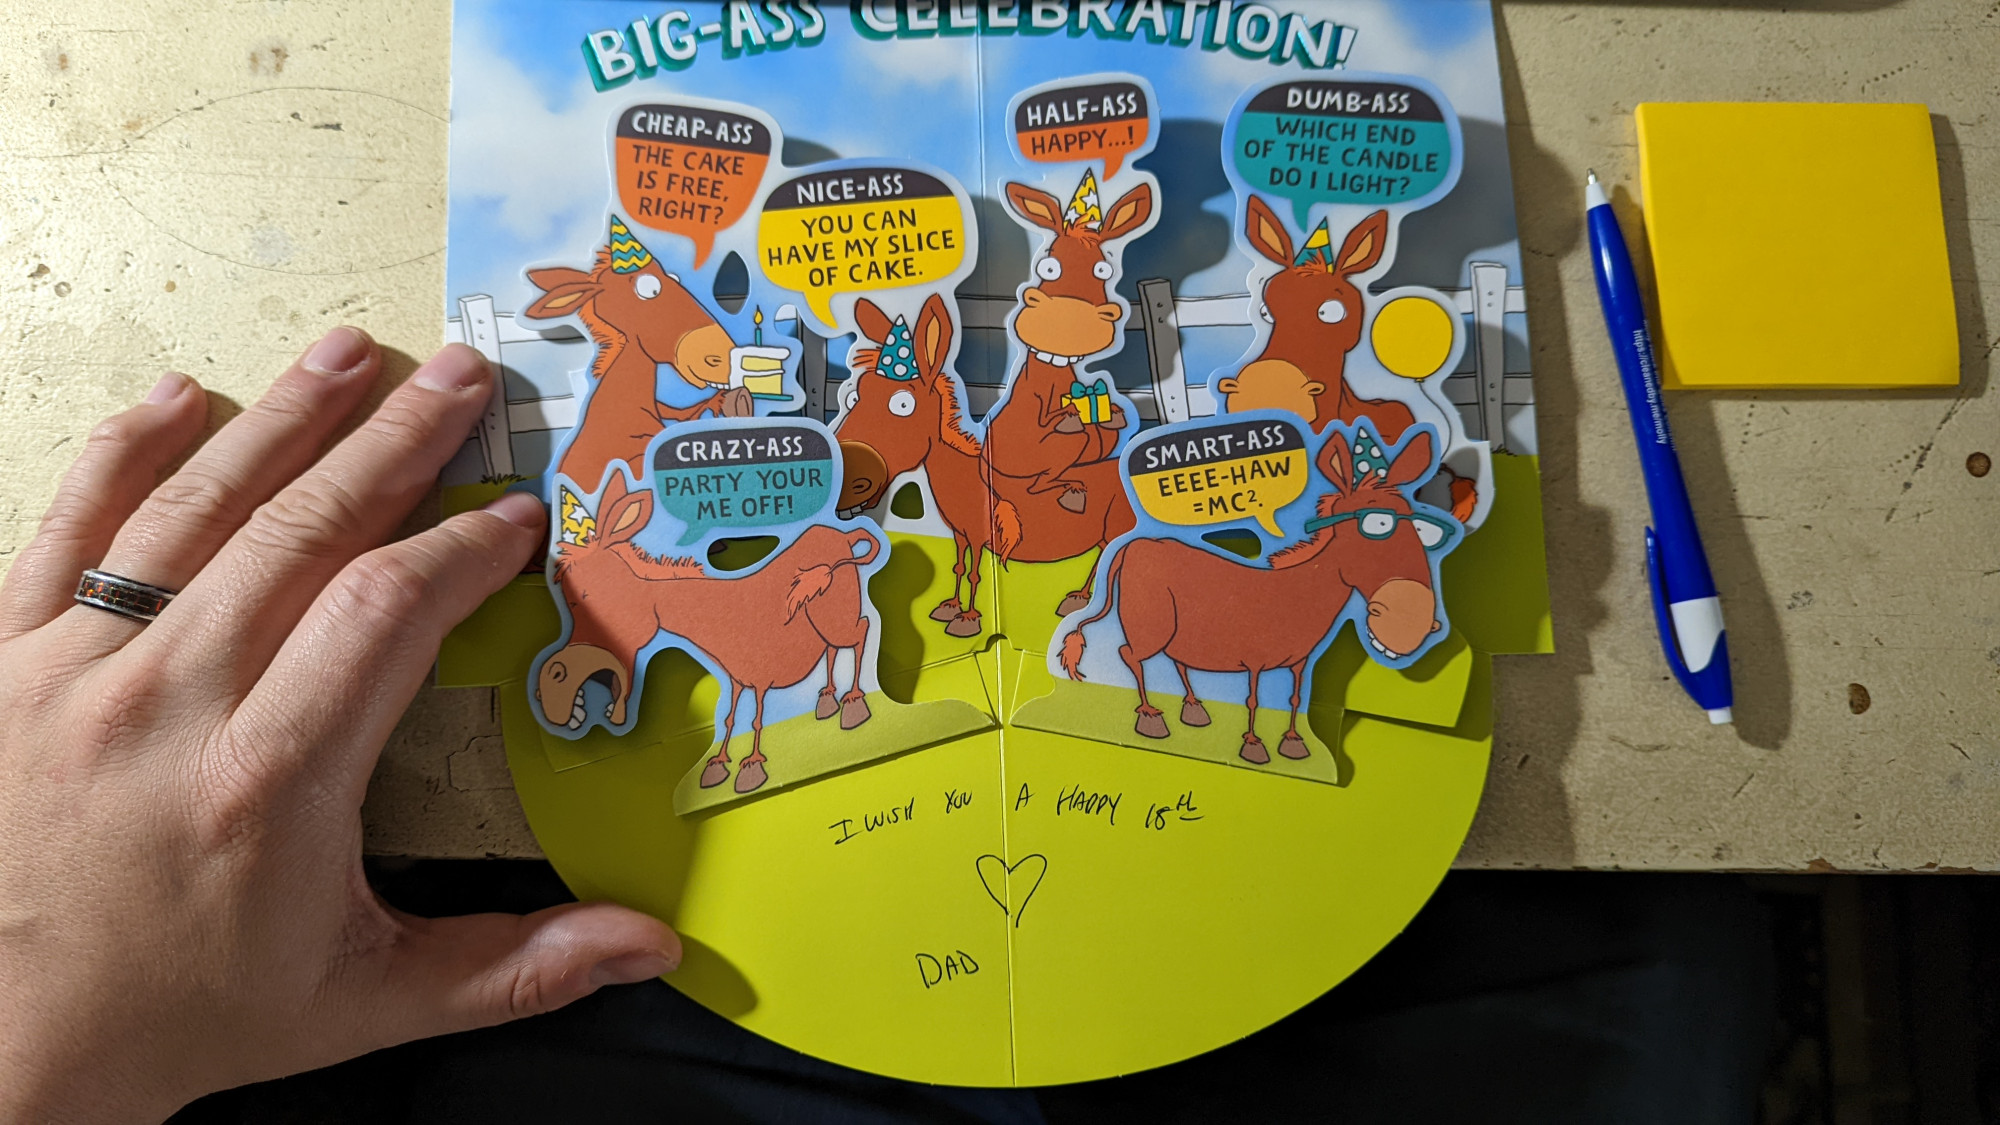 BIG-ASS CELEBRATION!
CHEAP-ASS
THE CAKE
IS FREE,
RIGHT?
NICE-ASS
YOU CAN
HAVE MY SLICE
OF CAKE.
HALF-ASS
HAPPY...!
DUMB-ASS
WHICH END
OF THE CANDLE
DO I LIGHT?
CRAZY-ASS
PARTY YOUR
ME OFF!
SMART-ASS
EEEE-HAW
=MC².
I WISH YOU A HAPPY 18th
DAD